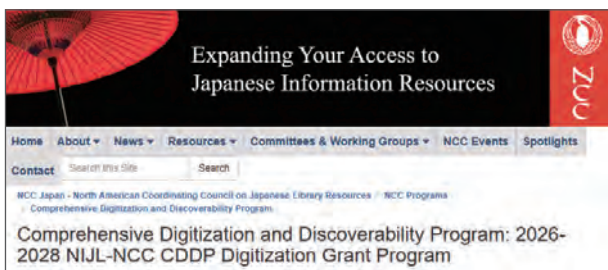 Expanding Your Access to
Japanese Information Resources
NCC
Home About News Resources Committees & Working Groups NCC Events Spotlights
Contact Search this Site Search
NCC Japan - North American Coordinating Council on Japanese Library Resources / NCC Programs
/ Comprehensive Digitization and Discoverability Program
Comprehensive Digitization and Discoverability Program: 2026-
2028 NIJL-NCC CDDP Digitization Grant Program